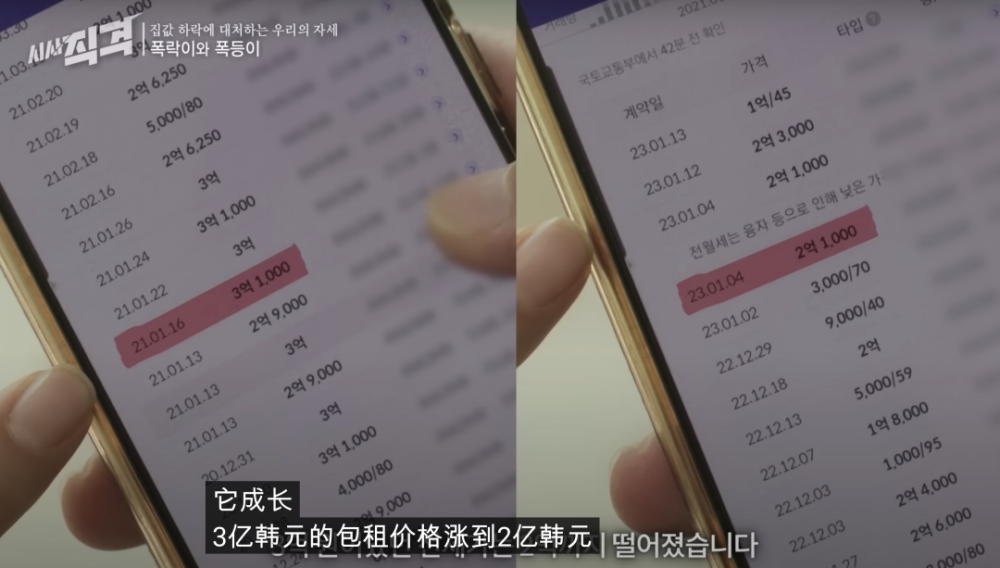 시사 직격
집값 하락에 대처하는 우리의 자세
폭락이와 폭등이
21.02.20 2억 6,250
21.02.19 5,000/80
21.02.18 2억 6,250
21.02.16 3억
21.01.26 3억 1,000
21.01.24 3억
21.01.22
21.01.16 3억 1,000
21.01.13 2억 9,000
21.01.13 3억
21.01.13 2억 9,000
20.12.31 3억
3억 1,000
4,000/80
9,000
국토교통부에서 42분 전 확인
계약일 가격 타입
23.01.13 1억/45
23.01.12 2억 3,000
23.01.04 2억 1,000
전월세는 융자 등으로 인해 낮은 가
23.01.04 2억 1,000
23.01.02 3,000/70
22.12.29 9,000/40
22.12.18 2억
22.12.13 5,000/59
22.12.07 1억 8,000
22.12.03 1,000/95
22.12.03 2억 4,000
22.12.02 2억 6,000
3,000/80
它成长
3亿韩元的包租价格涨到2亿韩元
떨어졌습니다